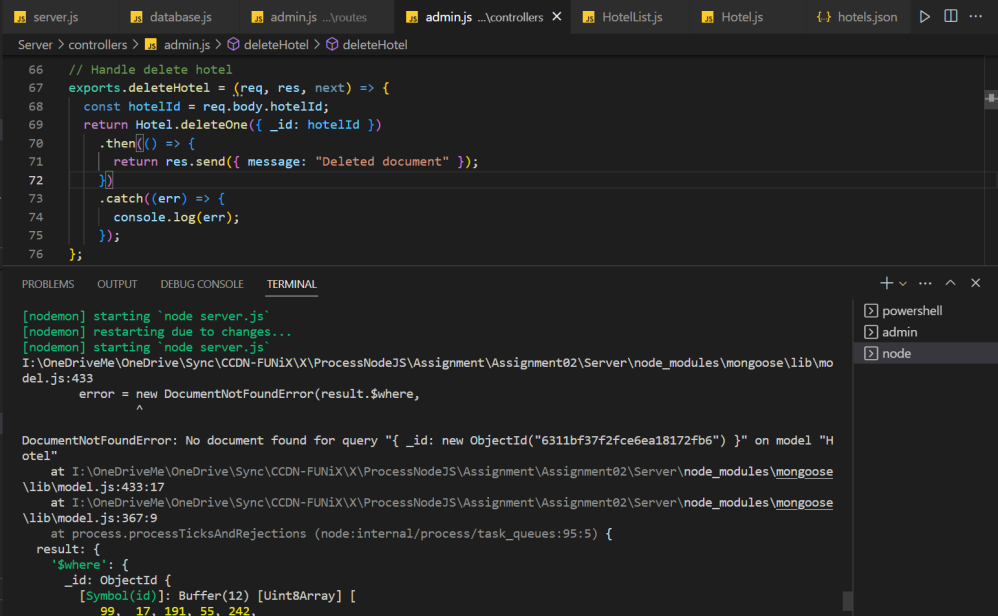 JS server.js JS database.js JS admin.js ...\routes JS admin.js ...\controllers JS HotelList.js JS Hotel.js {..} hotels.json
Server > controllers > JS admin.js > deleteHotel > deleteHotel
66 // Handle delete hotel
67 exports.deleteHotel = (req, res, next) => {
68 const hotelId = req.body.hotelId;
69 return Hotel.deleteOne({ _id: hotelId })
70 .then(() => {
71 return res.send({ message: "Deleted document" });
72 })
73 .catch((err) => {
74 console.log(err);
75 });
76 };
PROBLEMS OUTPUT DEBUG CONSOLE TERMINAL
[nodemon] starting `node server.js`
[nodemon] restarting due to changes...
[nodemon] starting `node server.js`
I:\OneDriveMe\OneDrive\Sync\CCDN-FUNiX\X\ProcessNodeJS\Assignment\Assignment02\Server\node_modules\mongoose\lib\mo
del.js:433
error = new DocumentNotFoundError(result.$where,
^
DocumentNotFoundError: No document found for query "{ _id: new ObjectId("6311bf37f2fce6ea18172fb6") }" on model "H
otel"
at I:\OneDriveMe\OneDrive\Sync\CCDN-FUNiX\X\ProcessNodeJS\Assignment\Assignment02\Server\node_modules\mongoose
\lib\model.js:433:17
at I:\OneDriveMe\OneDrive\Sync\CCDN-FUNiX\X\ProcessNodeJS\Assignment\Assignment02\Server\node_modules\mongoose
\lib\model.js:367:9
at process.processTicksAndRejections (node:internal/process/task_queues:95:5) {
result: {
'$where': {
_id: ObjectId {
[Symbol(id)]: Buffer(12) [Uint8Array] [
99, 17, 191, 55, 242,
powershell
admin
node